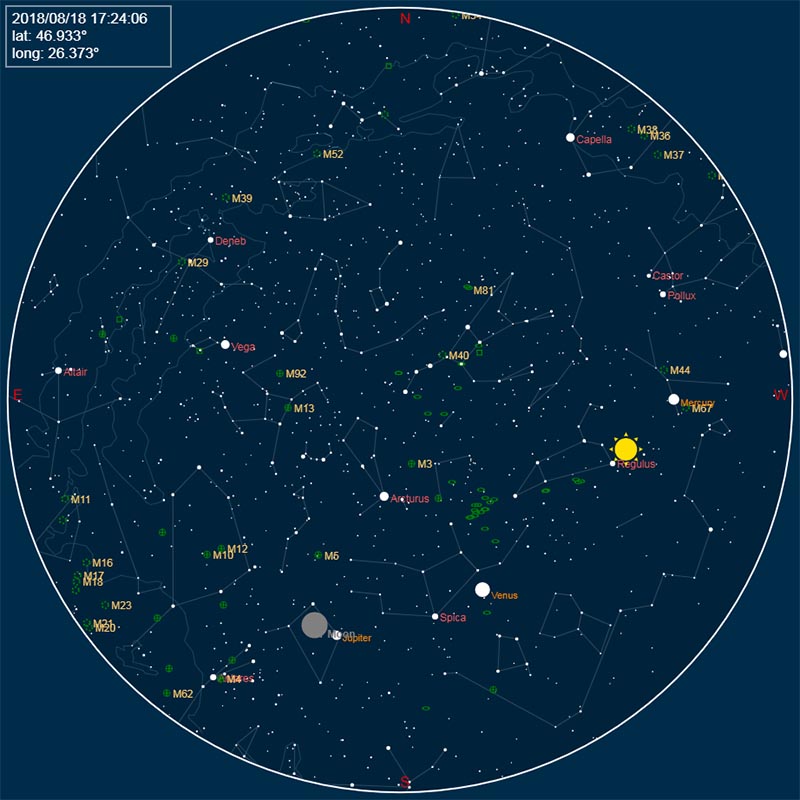 2018/08/18 17:24:06
lat: 46.933°
long: 26.373°
N
M34
M38
M36
Capella
M37
M52
M39
Deneb
M29
Castor
M81
Pollux
Vega
M40
Altair
M92
M44
E
W
Mercury
M13
M67
M3
Regulus
Arcturus
M11
M12
M10
M5
M16
M17
M18
Venus
M23
Spica
M21
M20
Moon
Jupiter
Antares
M4
M62
S